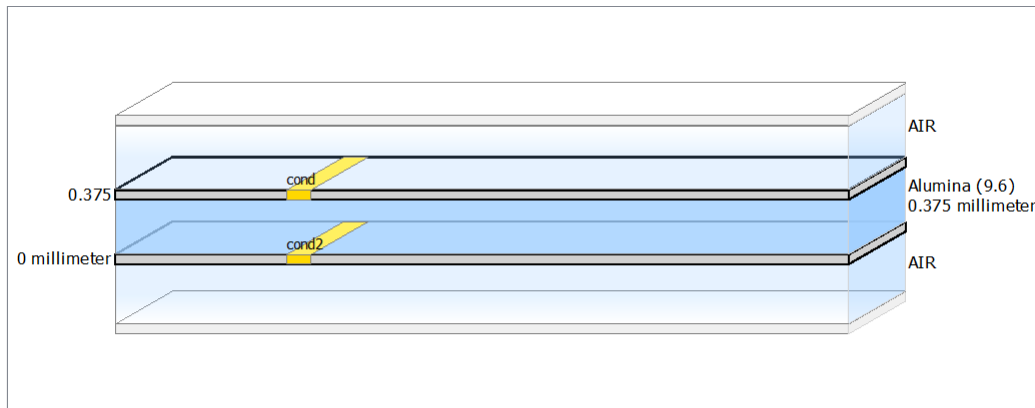 AIR
cond
0.375
Alumina (9.6)
0.375 millimeter
cond2
0 millimeter
AIR